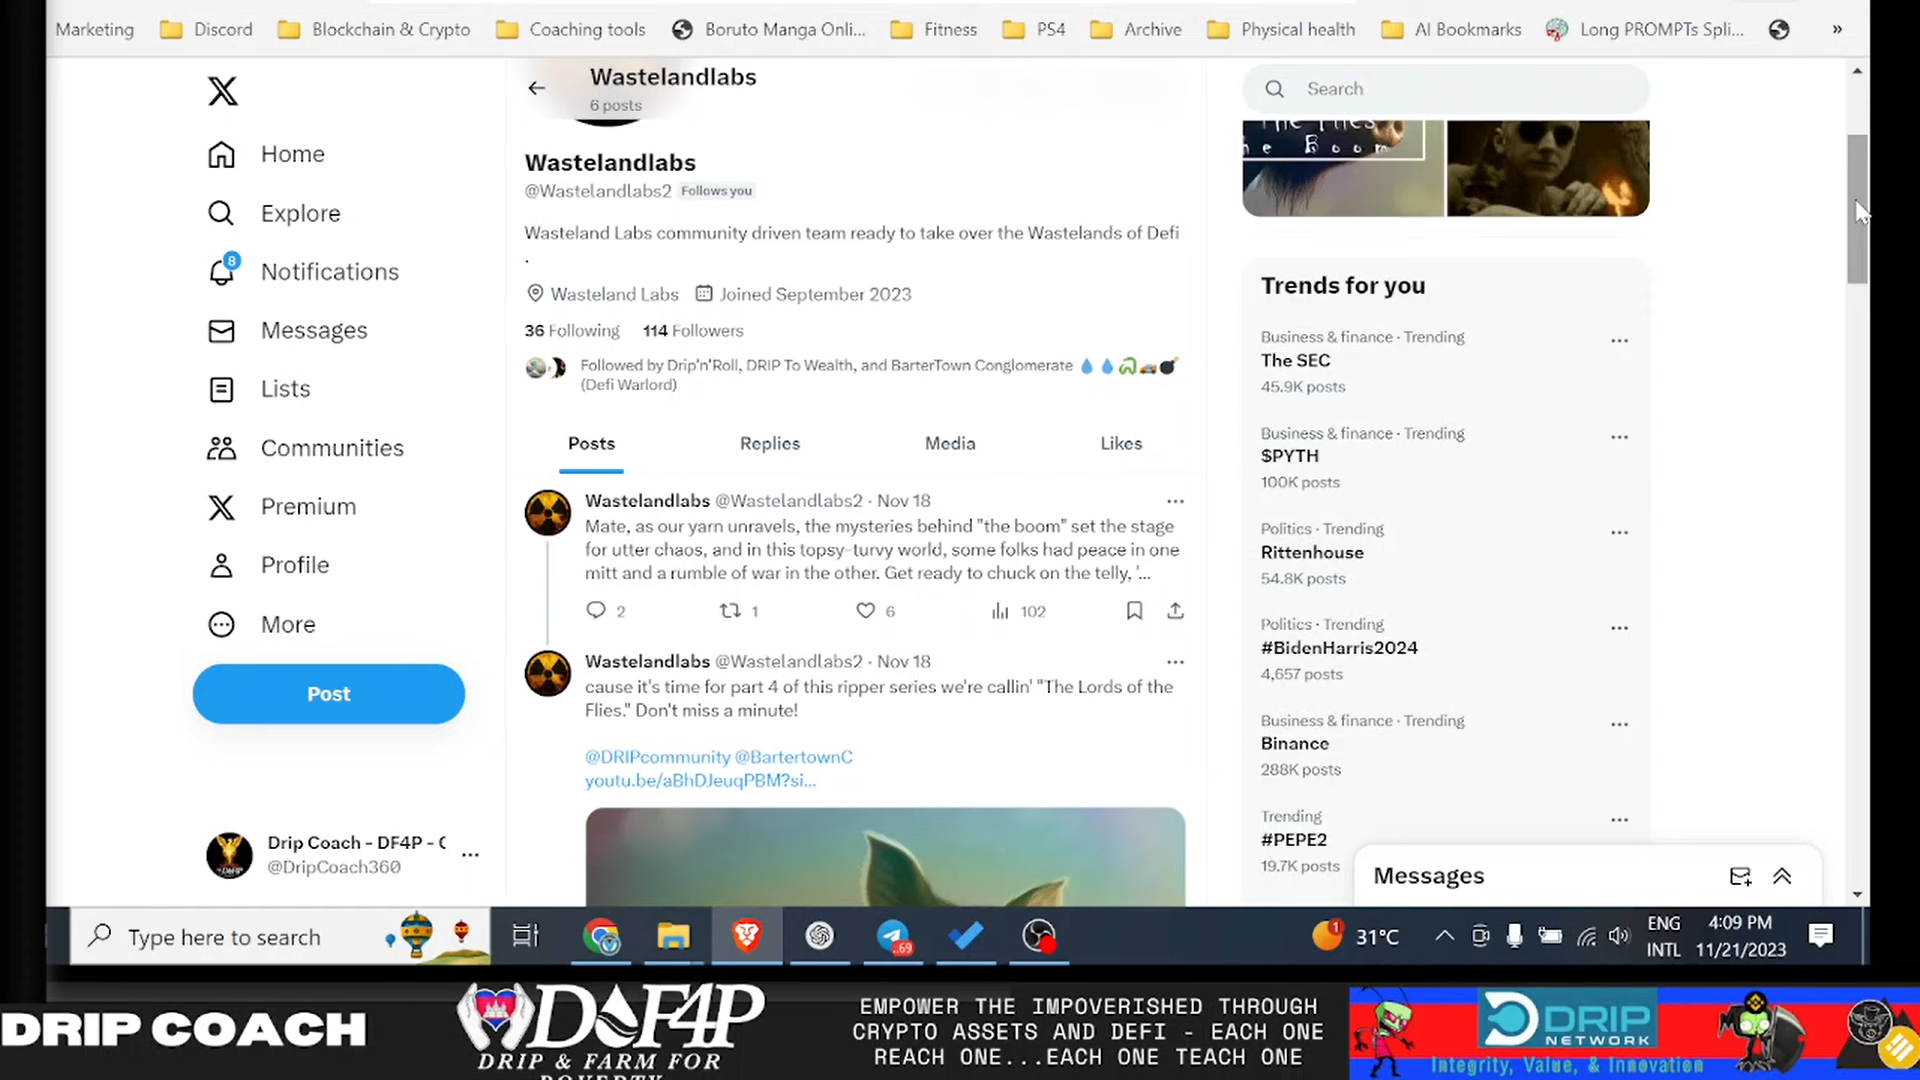 Marketing
Discord
Blockchain & Crypto
Coaching tools
Boruto Manga Onli...
Fitness
PS4
Archive
Physical health
AI Bookmarks
Long PROMPTs Spli...
»
Wastelandlabs
6 posts
Search
Home
Explore
8
Notifications
Messages
Lists
Communities
Premium
Profile
More
Post
Drip Coach - DF4P - C
@DripCoach360
Wastelandlabs
@Wastelandlabs2 Follows you
Wasteland Labs community driven team ready to take over the Wastelands of Defi
.
Wasteland Labs Joined September 2023
36 Following 114 Followers
Followed by Drip'n'Roll, DRIP To Wealth, and BarterTown Conglomerate 💧💧
(Defi Warlord)
Posts Replies Media Likes
Wastelandlabs @Wastelandlabs2 · Nov 18
Mate, as our yarn unravels, the mysteries behind "the boom" set the stage
for utter chaos, and in this topsy-turvy world, some folks had peace in one
mitt and a rumble of war in the other. Get ready to chuck on the telly, '...
2 1 6 102
Wastelandlabs @Wastelandlabs2 · Nov 18
cause it's time for part 4 of this ripper series we're callin' "The Lords of the
Flies." Don't miss a minute!
@DRIPcommunity @BartertownC
youtu.be/aBhDJeuqPBM?si...
The Flies
he Boom
Trends for you
Business & finance · Trending
The SEC
45.9K posts
Business & finance · Trending
$PYTH
100K posts
Politics · Trending
Rittenhouse
54.8K posts
Politics · Trending
#BidenHarris2024
4,657 posts
Business & finance · Trending
Binance
288K posts
Trending
#PEPE2
19.7K posts
Messages
Type here to search
.69
1
31°C
ENG
INTL
4:09 PM
11/21/2023
DRIP COACH
DF4P
DRIP & FARM FOR
POVERTY
EMPOWER THE IMPOVERISHED THROUGH
CRYPTO ASSETS AND DEFI - EACH ONE
REACH ONE...EACH ONE TEACH ONE
DRIP
NETWORK
Integrity, Value, & Innovation